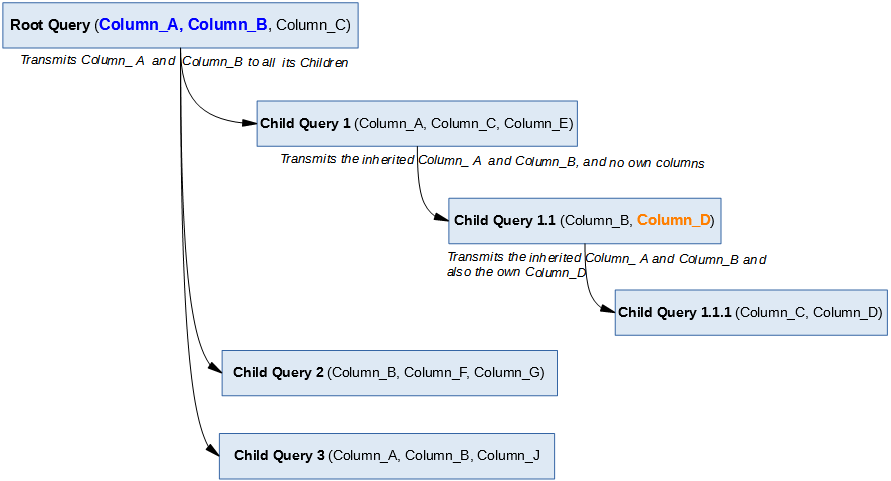 Root Query (Column_A, Column_B, Column_C)
Transmits Column_A and Column_B to all its Children
Child Query 1 (Column_A, Column_C, Column_E)
Transmits the inherited Column_A and Column_B, and no own columns
Child Query 1.1 (Column_B, Column_D)
Transmits the inherited Column_A and Column_B and
also the own Column_D
Child Query 1.1.1 (Column_C, Column_D)
Child Query 2 (Column_B, Column_F, Column_G)
Child Query 3 (Column_A, Column_B, Column_J